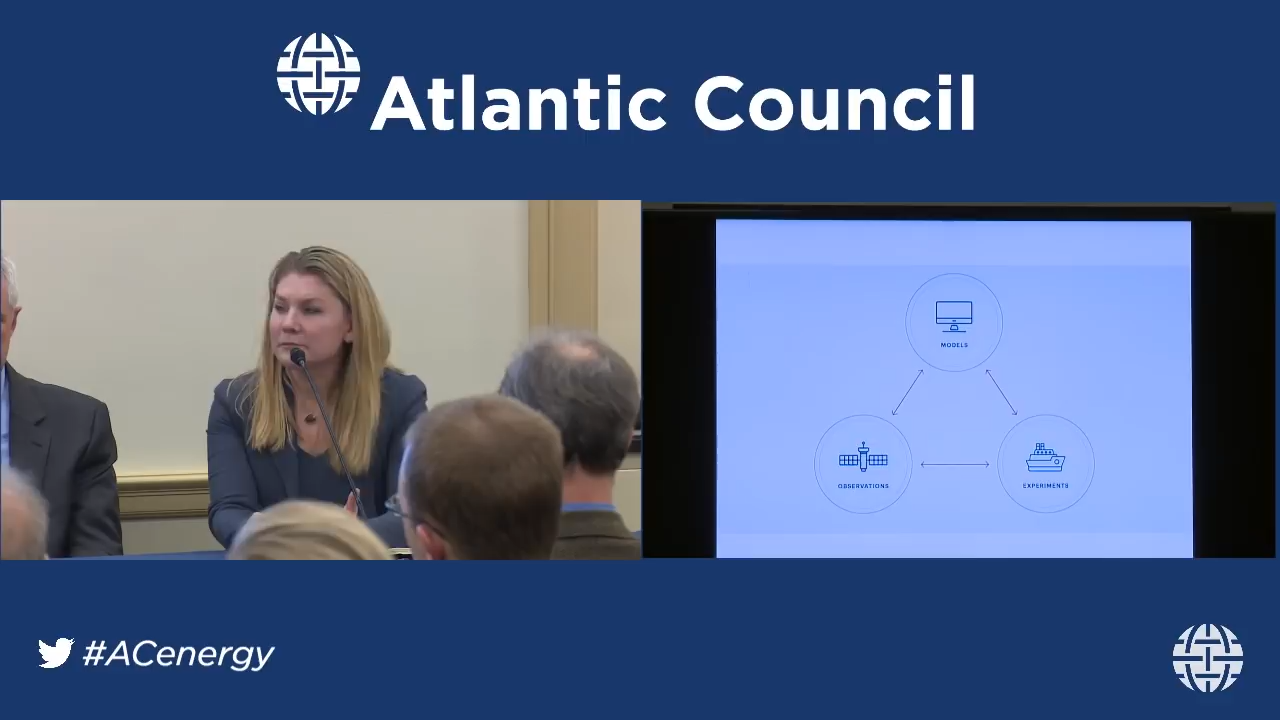 Atlantic Council
MODELS
OBSERVATIONS
EXPERIMENTS
#ACenergy